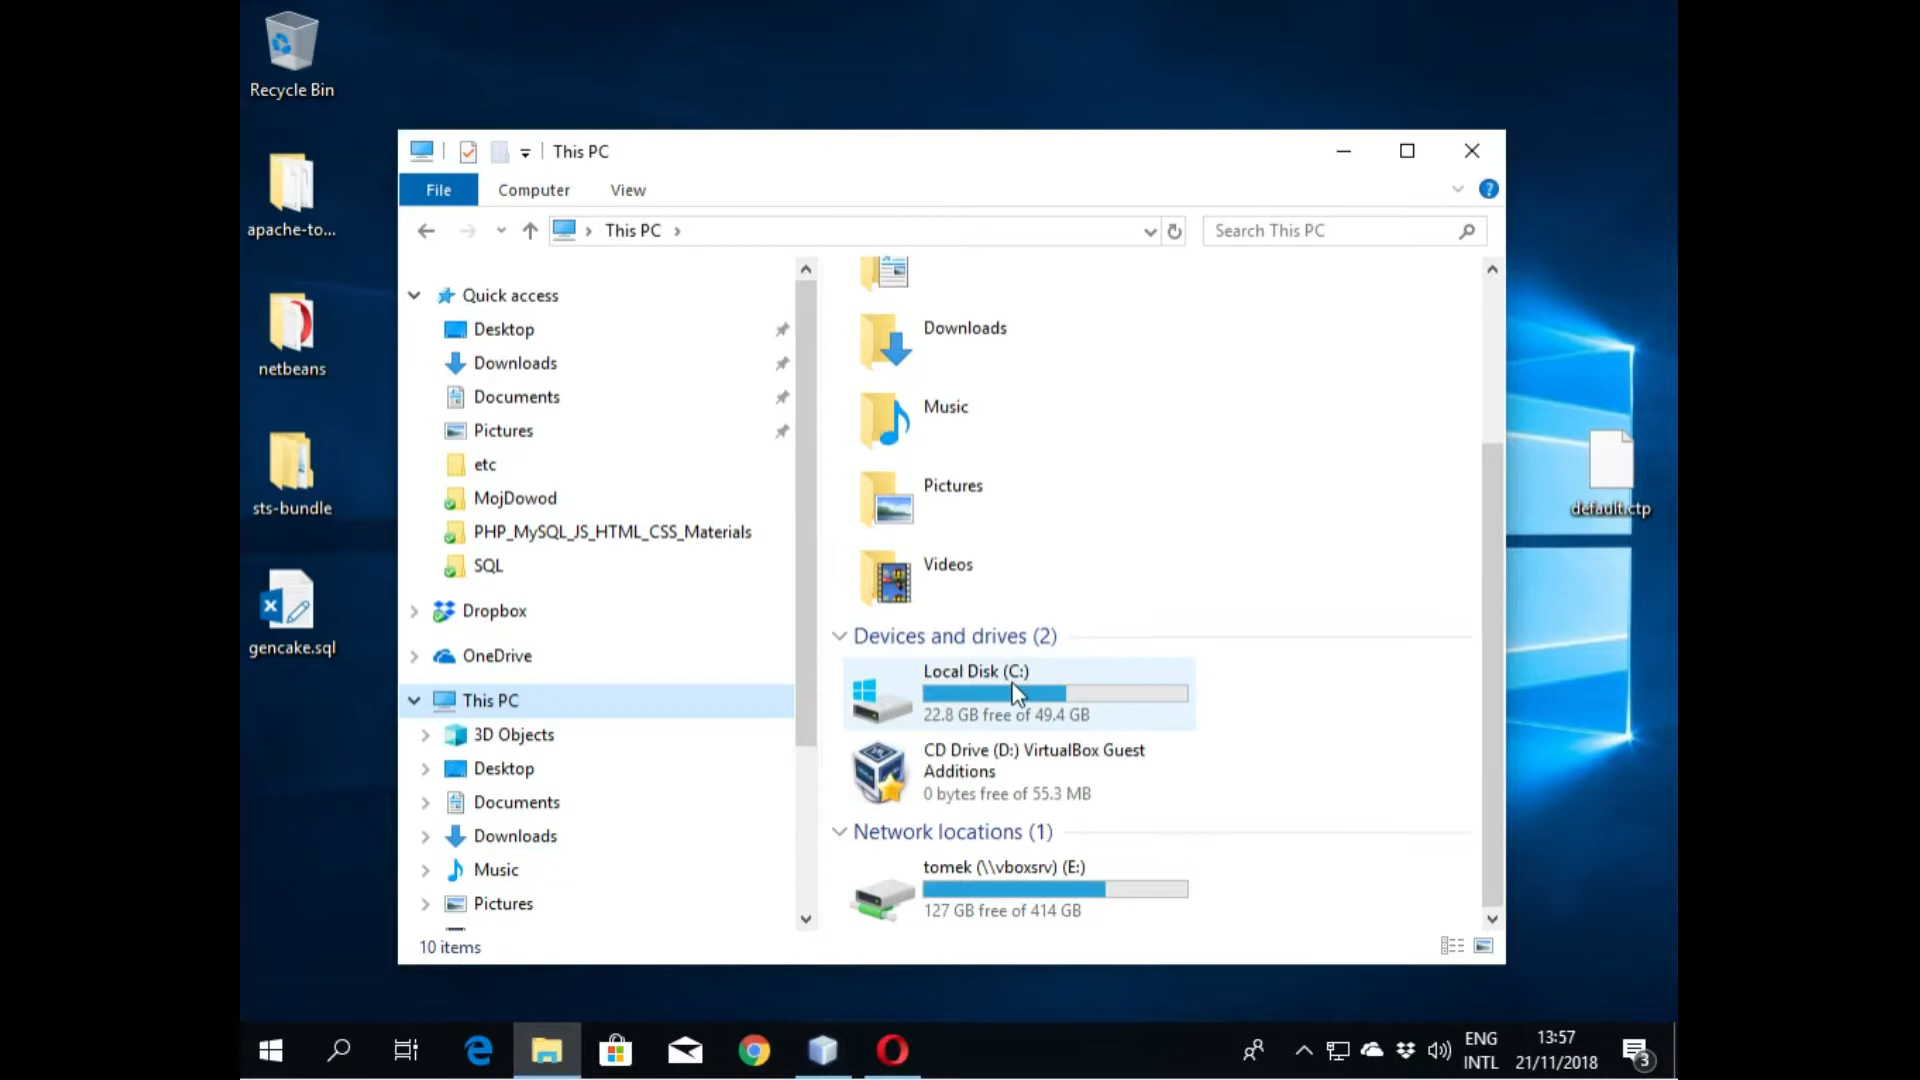 Recycle Bin
apache-to...
netbeans
sts-bundle
gencake.sql
default.ctp
This PC
File
Computer
View
This PC
Search This PC
Quick access
Desktop
Downloads
Documents
Pictures
etc
MojDowod
PHP_MySQL_JS_HTML_CSS_Materials
SQL
Dropbox
OneDrive
This PC
3D Objects
Desktop
Documents
Downloads
Music
Pictures
Downloads
Music
Pictures
Videos
Devices and drives (2)
Local Disk (C:)
22.8 GB free of 49.4 GB
CD Drive (D:) VirtualBox Guest
Additions
0 bytes free of 55.3 MB
Network locations (1)
tomek (\\vboxsrv) (E:)
127 GB free of 414 GB
10 items
ENG
INTL
13:57
21/11/2018
3